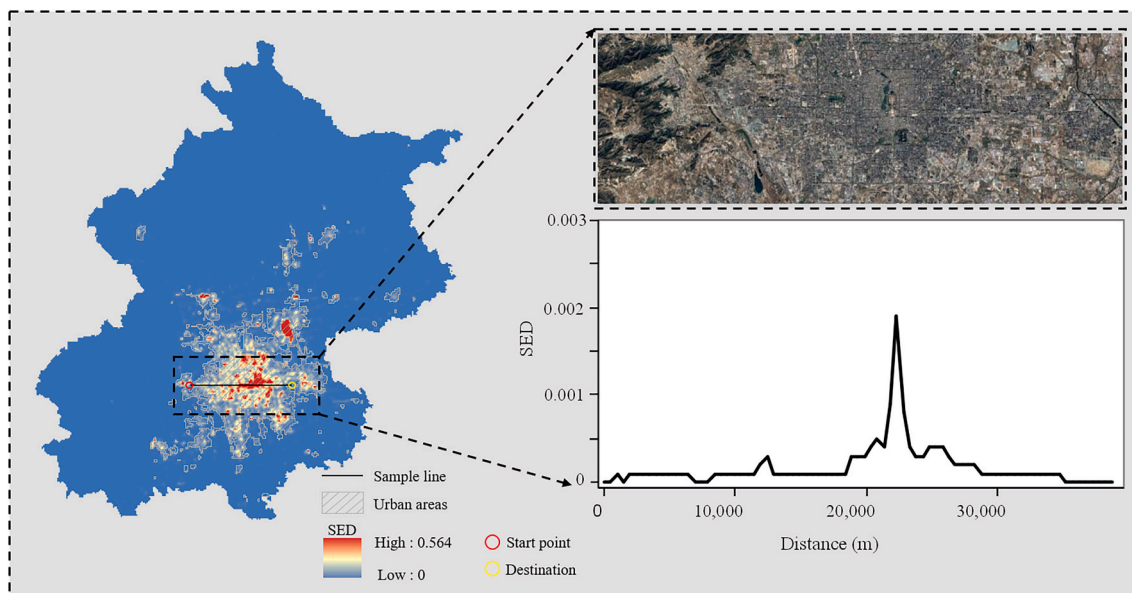 0.003
0.002
0.001
0
SED
0
10,000
20,000
30,000
Distance (m)
Sample line
Urban areas
SED
High : 0.564
Low : 0
Start point
Destination